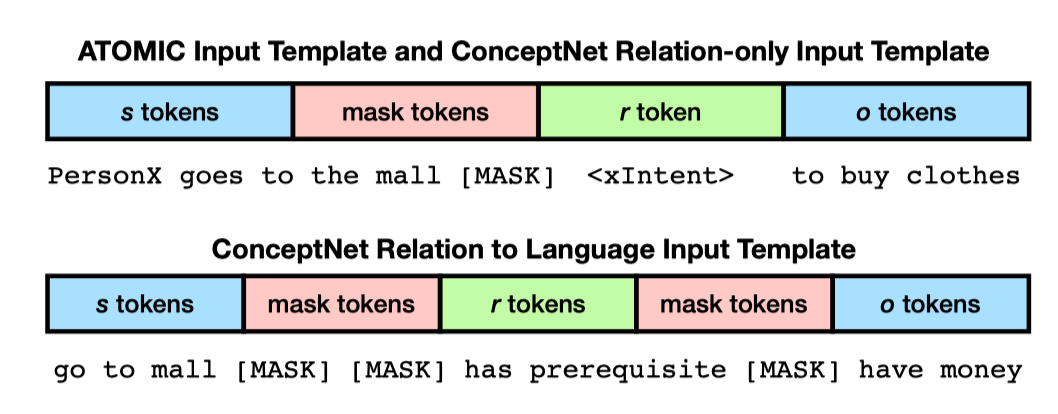 ATOMIC Input Template and ConceptNet Relation-only Input Template
s tokens mask tokens r token o tokens
PersonX goes to the mall [MASK] <xIntent> to buy clothes
ConceptNet Relation to Language Input Template
s tokens mask tokens r tokens mask tokens o tokens
go to mall [MASK] [MASK] has prerequisite [MASK] have money